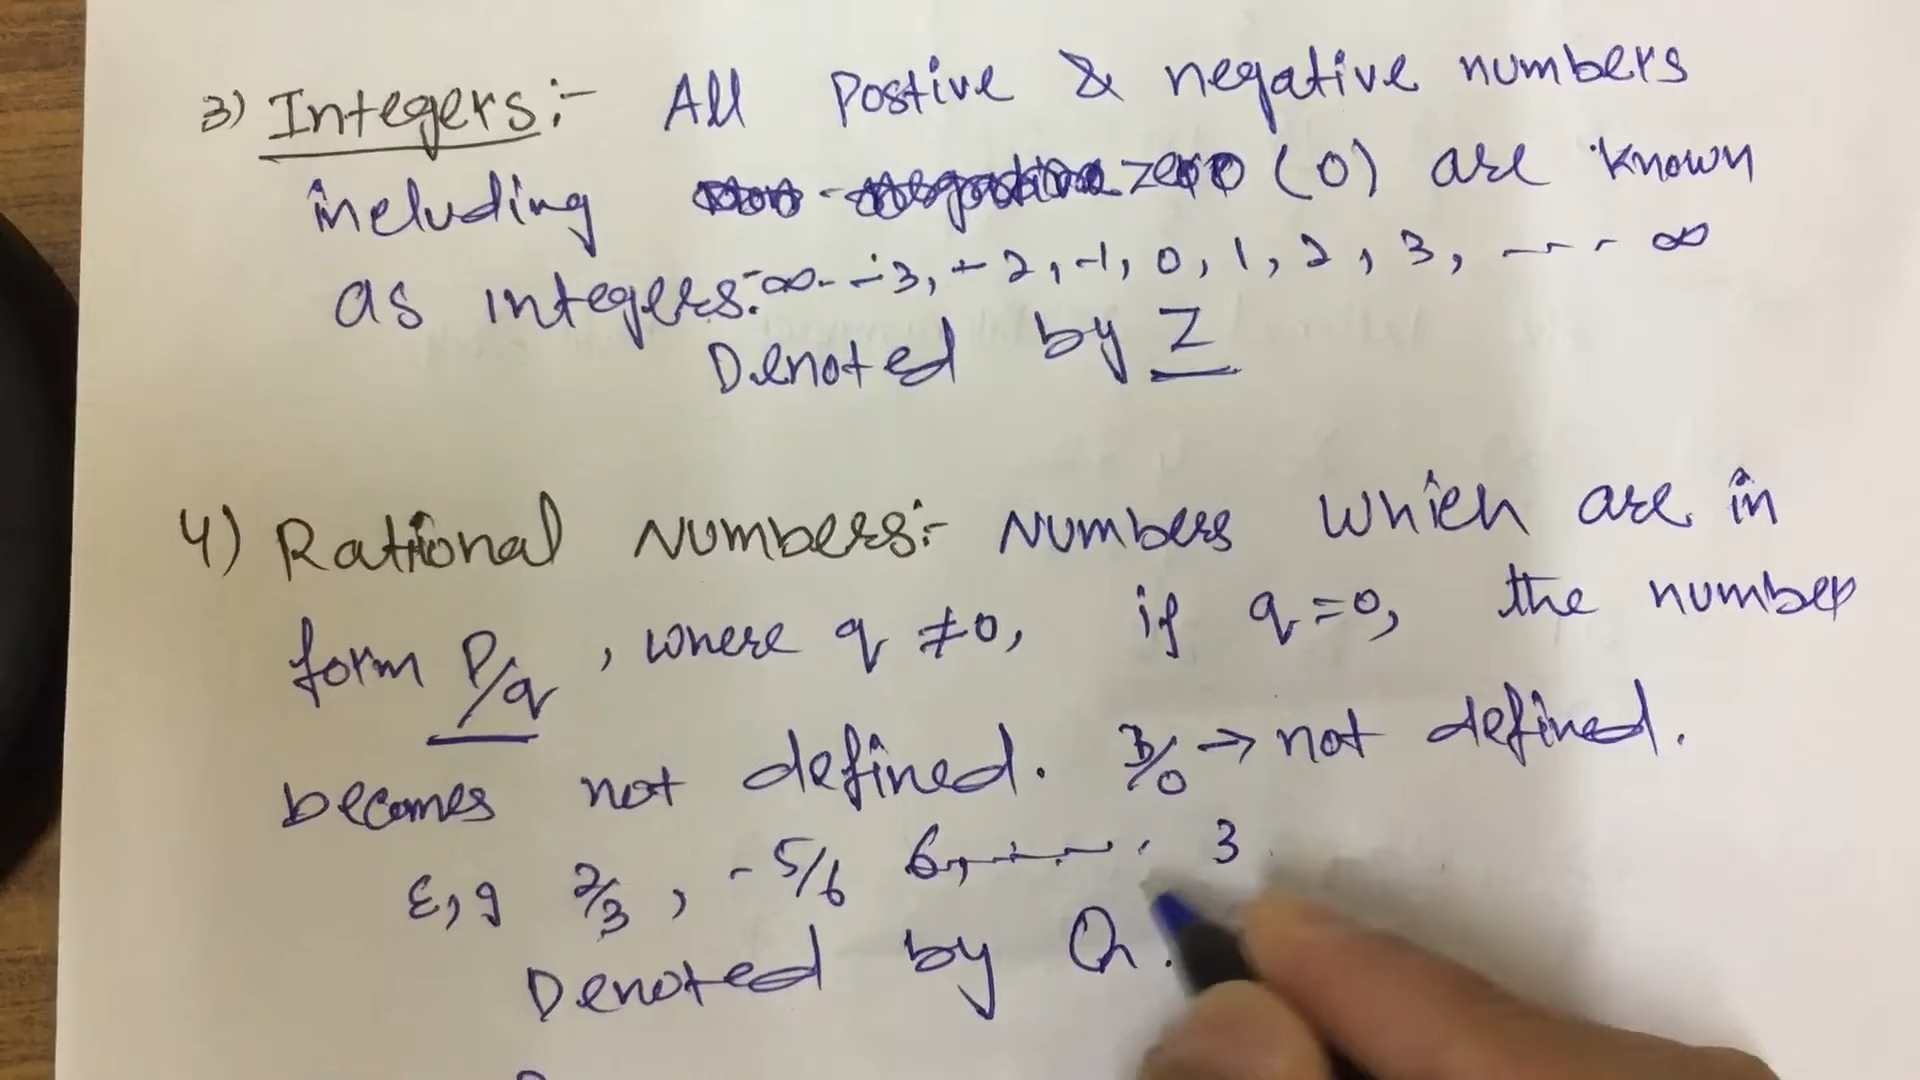 3) Integers:- All Postive & negative numbers
including zero (0) are known
as integers. -∞ - -3, -2, -1, 0, 1, 2, 3, ---- ∞
Denoted by Z
4) Rational Numbers:- Numbers which are in
form P/q, where q ≠0, if q=0, the number
becomes not defined. 3/0 → not defined.
E,g 2/3, -5/6 6,------ 3
Denoted by Q.